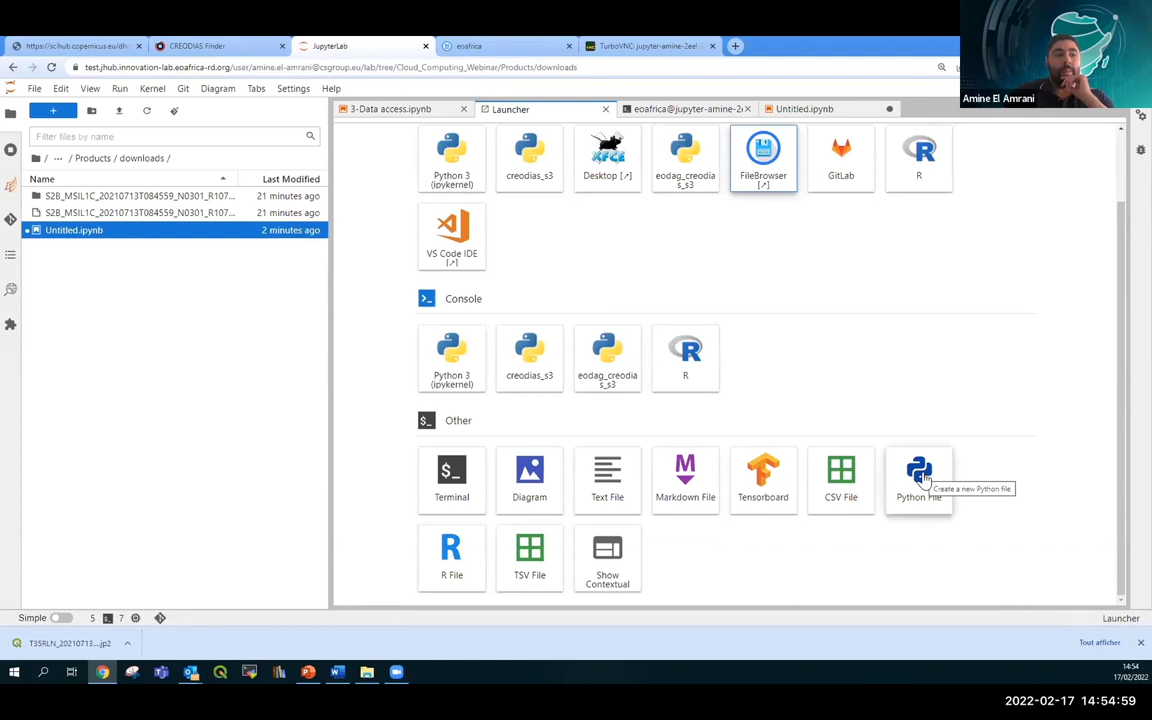 https://scihub.copernicus.eu/dh
CREODIAS Finder
JupyterLab
eoafrica
TurboVNC: jupyter-amine-2eel-
test.jhub.innovation-lab.eoafrica-rd.org/user/amine.el-amrani@csgroup.eu/lab/tree/Cloud_Computing_Webinar/Products/downloads
Amine El Amrani
File Edit View Run Kernel Git Diagram Tabs Settings Help
3-Data access.ipynb
Launcher
eoafrica@jupyter-amine-2
Untitled.ipynb
Filter files by name
/ ... / Products / downloads /
Name
Last Modified
S2B_MSIL1C_20210713T084559_N0301_R107...
21 minutes ago
S2B_MSIL1C_20210713T084559_N0301_R107...
21 minutes ago
Untitled.ipynb
2 minutes ago
Python 3
(ipykernel)
creodias_s3
Desktop [↗]
eodag_creodia
s_s3
FileBrowser
[↗]
GitLab
R
VS Code IDE
[↗]
Console
Python 3
(ipykernel)
creodias_s3
eodag_creodia
s_s3
R
$_ Other
$_
Terminal
Diagram
Text File
Markdown File
Tensorboard
CSV File
Python File
Create a new Python file
R File
TSV File
Show
Contextual
Simple
5
7
Launcher
T35RLN_20210713....jp2
Tout afficher
14:54
17/02/2022
2022-02-17 14:54:59